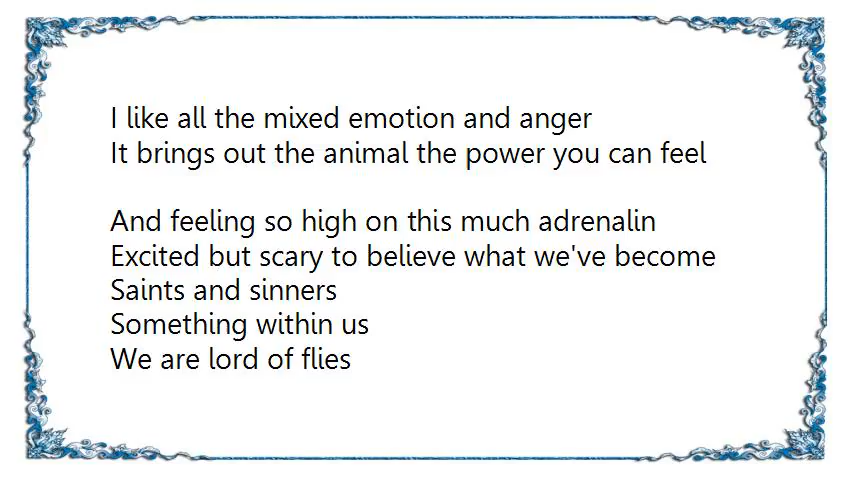 I like all the mixed emotion and anger
It brings out the animal the power you can feel

And feeling so high on this much adrenalin
Excited but scary to believe what we've become
Saints and sinners
Something within us
We are lord of flies